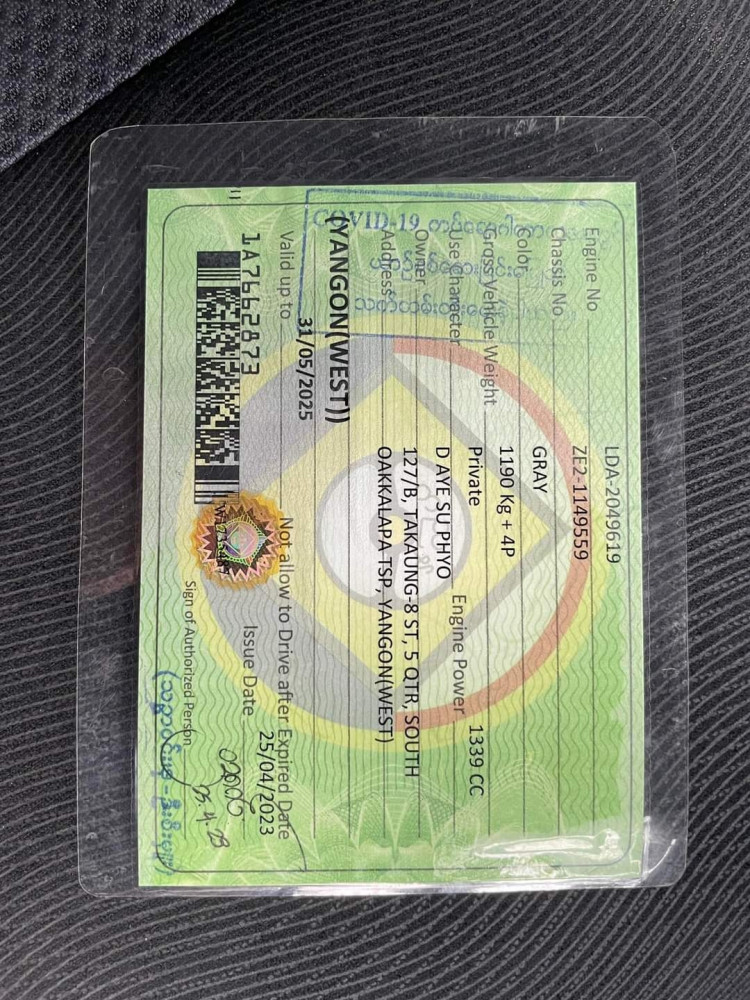 Engine No LDA-2049619
Chassis No ZE2-1149559
Color GRAY
Gross Vehicle Weight 1190 Kg + 4P
Use Character Private Engine Power 1339 CC
Owner D AYE SU PHYO
Address 127/B, TAKAUNG-8 ST, 5 QTR, SOUTH
OAKKALAPA TSP, YANGON(WEST)
(YANGON(WEST))
Valid up to 31/05/2025
Not allow to Drive after Expired Date
Issue Date 25/04/2023
1A7662873
Sign of Authorized Person
25.4.23
COVID-19